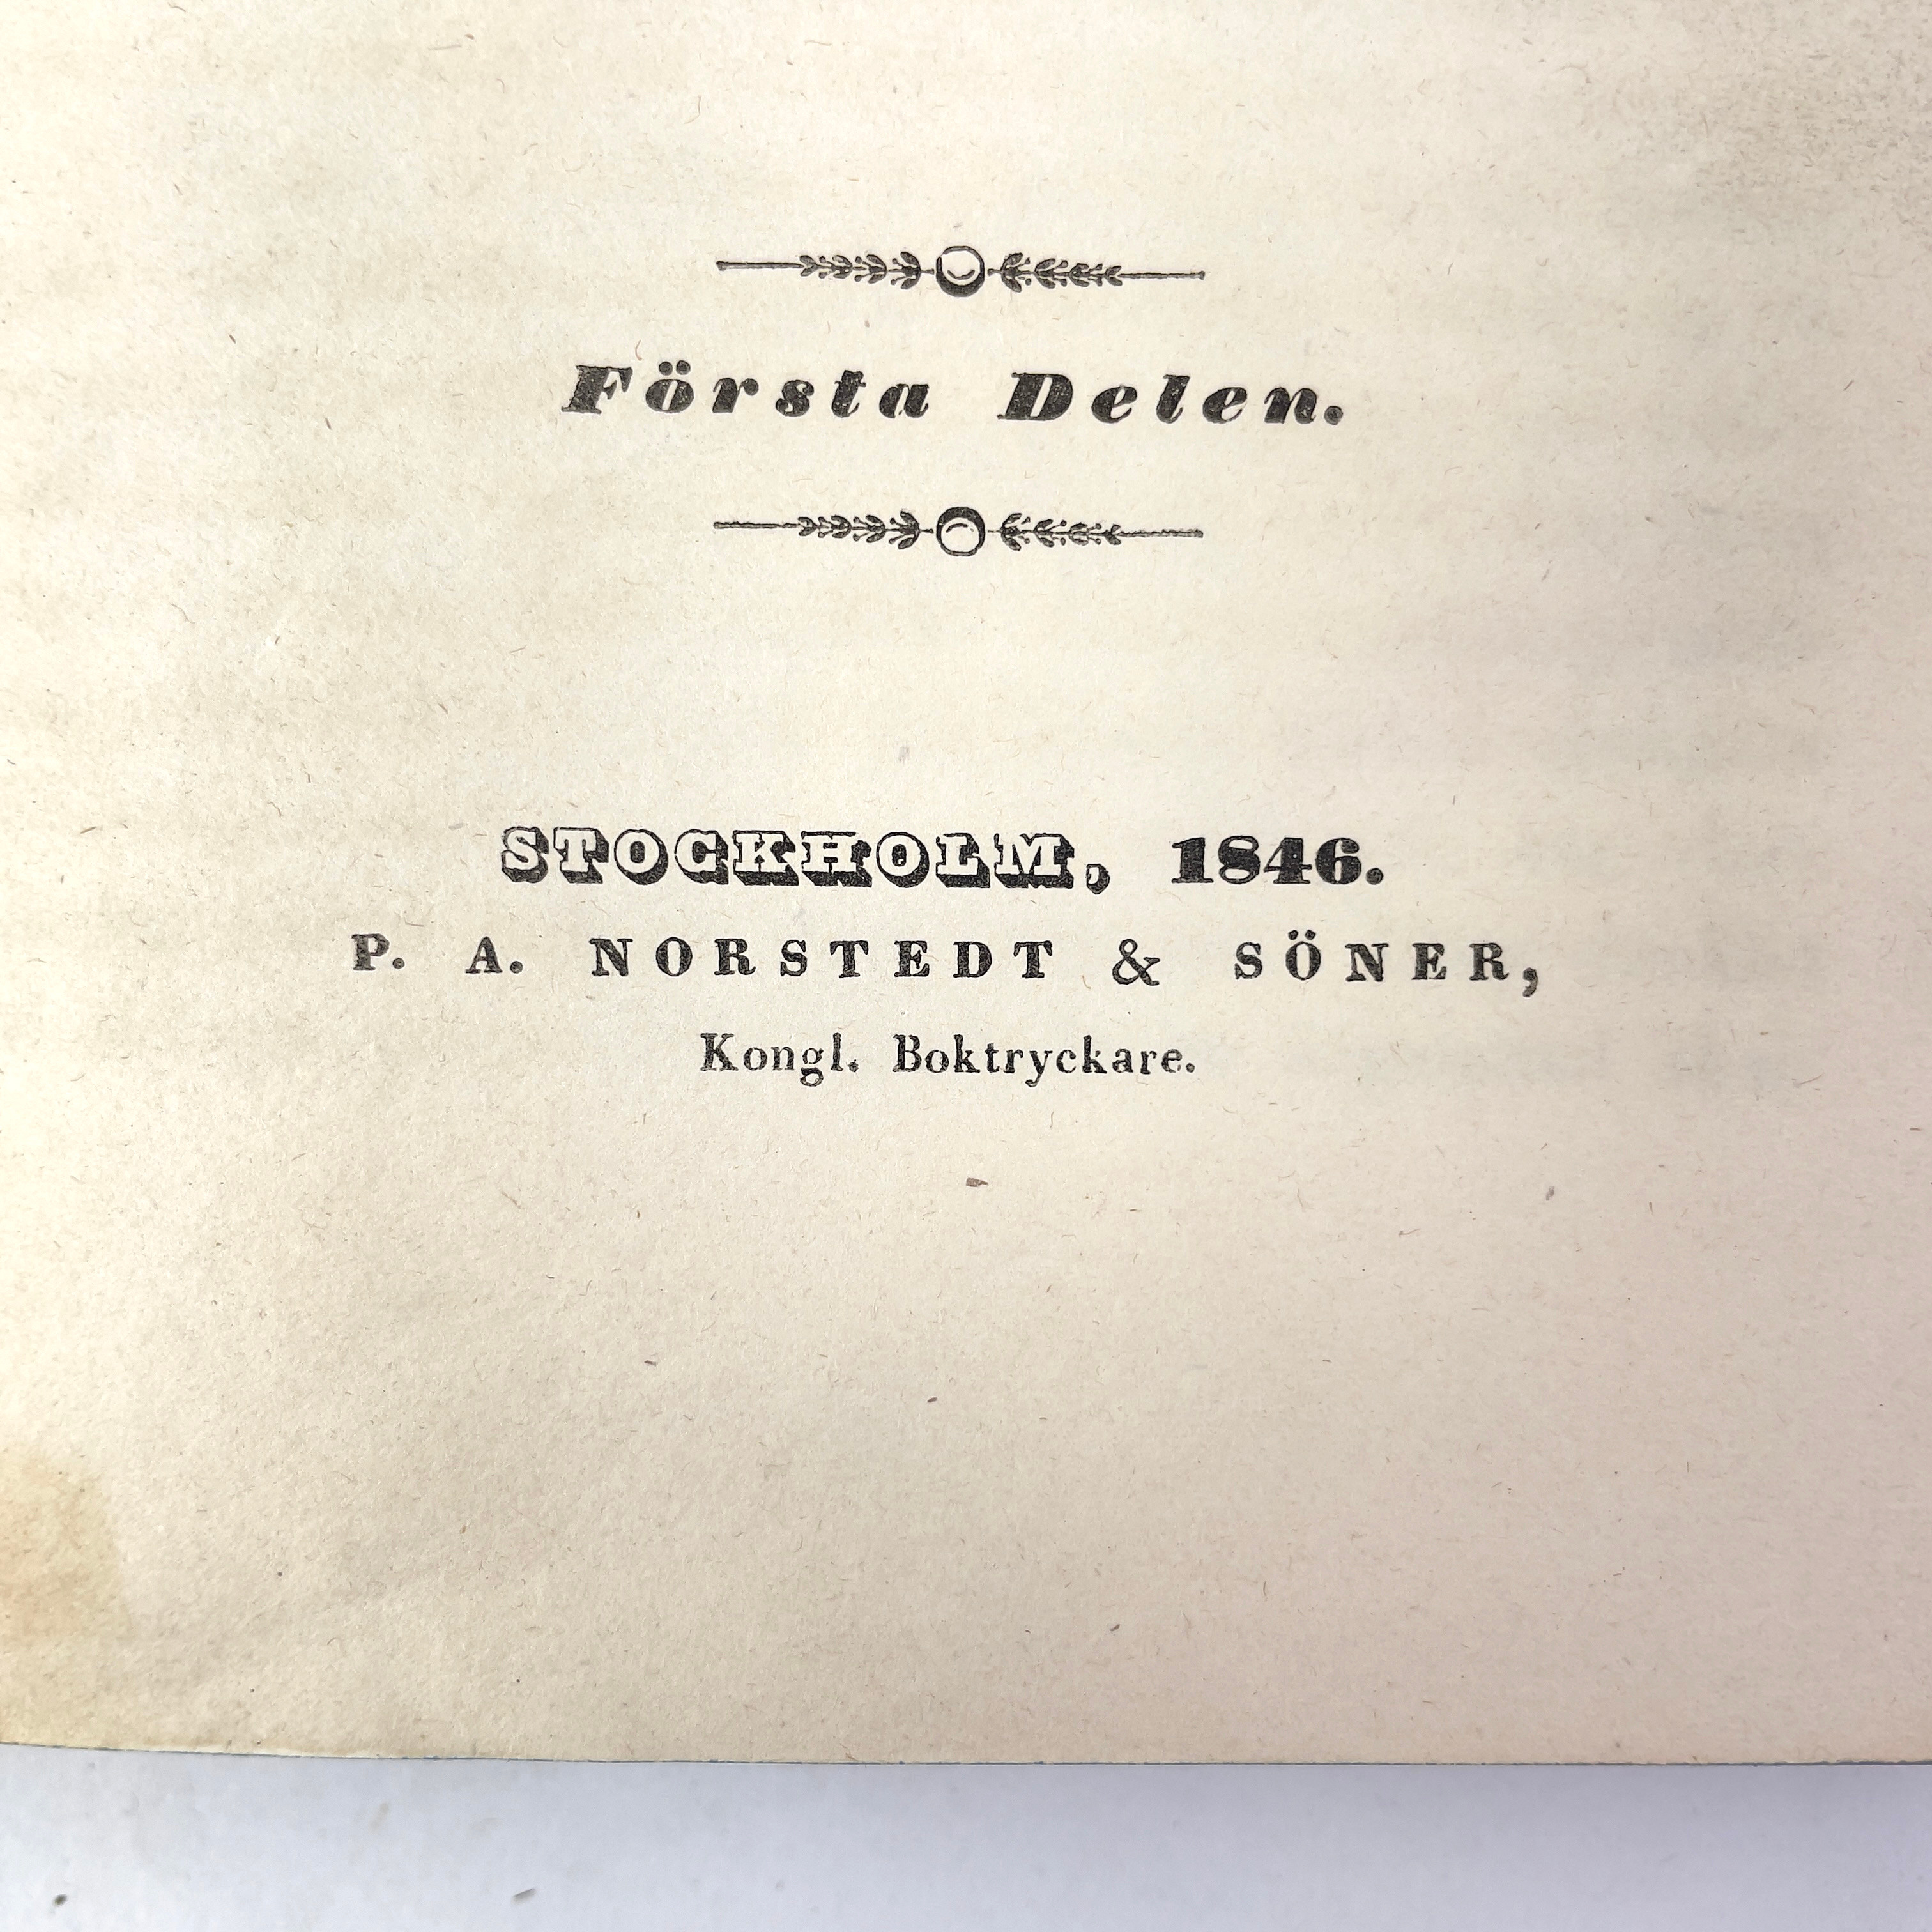 Första Delen.
STOCKHOLM, 1846.
P. A. NORSTEDT & SÖNER,
Kongl. Boktryckare.